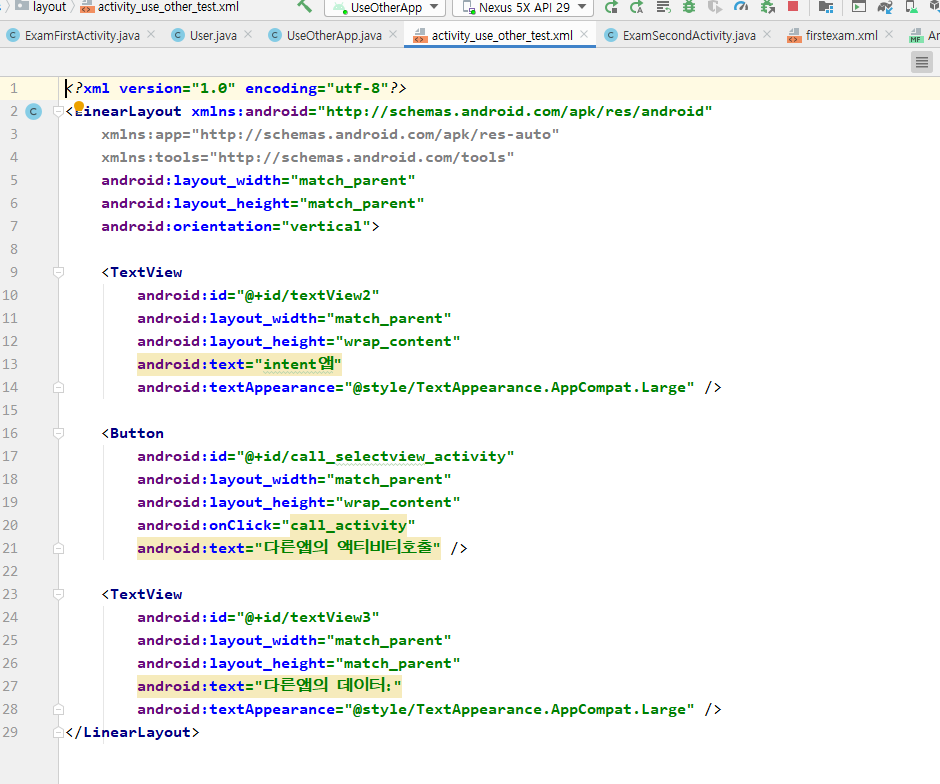 layout activity_use_other_test.xml UseOtherApp Nexus 5X API 29
ExamFirstActivity.java User.java UseOtherApp.java activity_use_other_test.xml ExamSecondActivity.java firstexam.xml An
1 <?xml version="1.0" encoding="utf-8"?>
2 <LinearLayout xmlns:android="http://schemas.android.com/apk/res/android"
3 xmlns:app="http://schemas.android.com/apk/res-auto"
4 xmlns:tools="http://schemas.android.com/tools"
5 android:layout_width="match_parent"
6 android:layout_height="match_parent"
7 android:orientation="vertical">
8
9 <TextView
10 android:id="@+id/textView2"
11 android:layout_width="match_parent"
12 android:layout_height="wrap_content"
13 android:text="intent앱"
14 android:textAppearance="@style/TextAppearance.AppCompat.Large" />
15
16 <Button
17 android:id="@+id/call_selectview_activity"
18 android:layout_width="match_parent"
19 android:layout_height="wrap_content"
20 android:onClick="call_activity"
21 android:text="다른앱의 액티비티호출" />
22
23 <TextView
24 android:id="@+id/textView3"
25 android:layout_width="match_parent"
26 android:layout_height="match_parent"
27 android:text="다른앱의 데이터:"
28 android:textAppearance="@style/TextAppearance.AppCompat.Large" />
29 </LinearLayout>